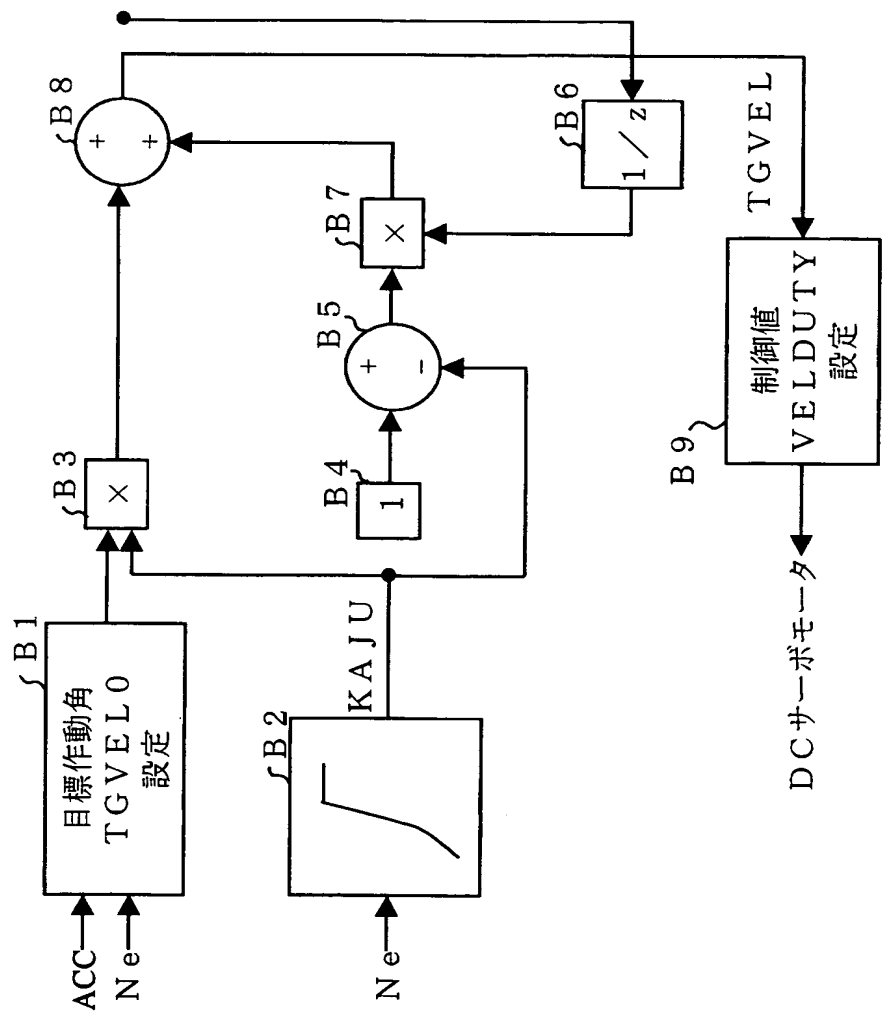 ACC
Ne
B1
目標作動角
TGVEL0
設定
B3
×
B8
+
+
Ne
B2
KAJU
B4
1
B5
+
-
B7
×
B6
1/z
TGVEL
B9
制御値
VELDUTY
設定
DCサーボモータ